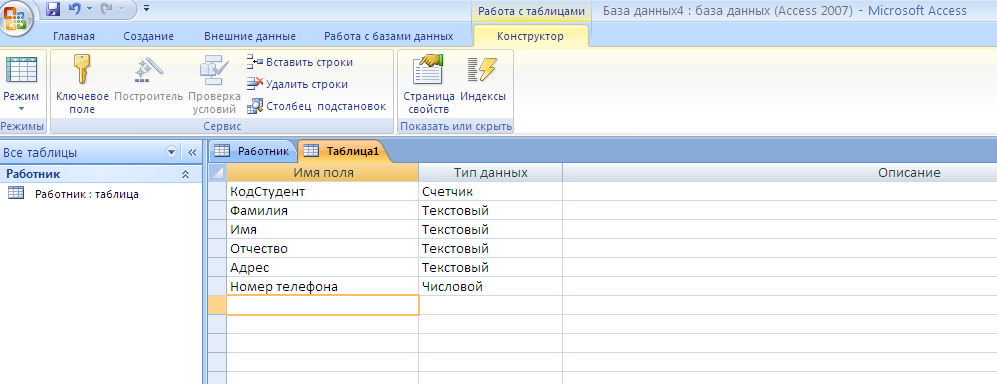 Работа с таблицами База данных4 : база данных (Access 2007) - Microsoft Access
Главная Создание Внешние данные Работа с базами данных Конструктор
Режим
Режимы
Ключевое поле
Построитель
Проверка условий
Вставить строки
Удалить строки
Столбец подстановок
Сервис
Страница свойств
Индексы
Показать или скрыть
Все таблицы
Работник
Работник : таблица
Работник Таблица1
Имя поля Тип данных Описание
КодСтудент Счетчик
Фамилия Текстовый
Имя Текстовый
Отчество Текстовый
Адрес Текстовый
Номер телефона Числовой